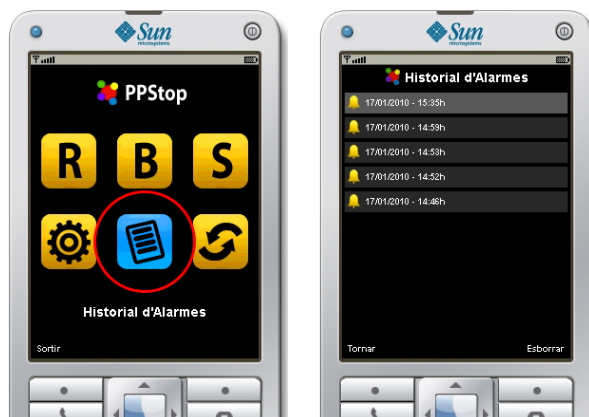 Sun
microsystems
PPStop
R B S
Historial d'Alarmes
Sortir
Sun
microsystems
Historial d'Alarmes
17/01/2010 - 15:35h
17/01/2010 - 14:59h
17/01/2010 - 14:53h
17/01/2010 - 14:52h
17/01/2010 - 14:46h
Tornar Esborrar